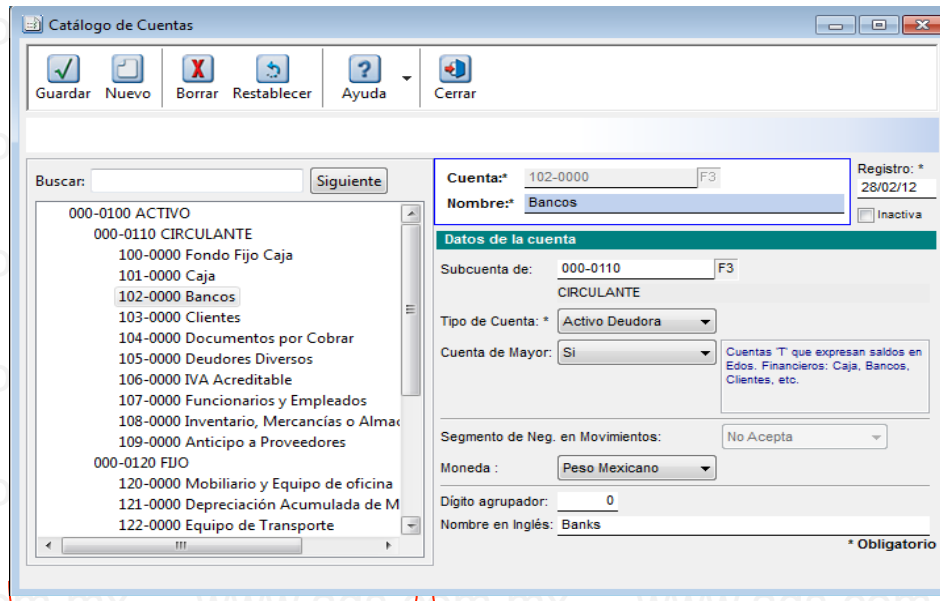 Catálogo de Cuentas
Guardar Nuevo Borrar Restablecer Ayuda Cerrar
Buscar: Siguiente
000-0100 ACTIVO
000-0110 CIRCULANTE
100-0000 Fondo Fijo Caja
101-0000 Caja
102-0000 Bancos
103-0000 Clientes
104-0000 Documentos por Cobrar
105-0000 Deudores Diversos
106-0000 IVA Acreditable
107-0000 Funcionarios y Empleados
108-0000 Inventario, Mercancías o Almac
109-0000 Anticipo a Proveedores
000-0120 FIJO
120-0000 Mobiliario y Equipo de oficina
121-0000 Depreciación Acumulada de M
122-0000 Equipo de Transporte
Cuenta:* 102-0000 F3
Nombre:* Bancos
Registro: *
28/02/12
Inactiva
Datos de la cuenta
Subcuenta de: 000-0110 F3
CIRCULANTE
Tipo de Cuenta: * Activo Deudora
Cuenta de Mayor: Si
Cuentas 'T' que expresan saldos en
Edos. Financieros: Caja, Bancos,
Clientes, etc.
Segmento de Neg. en Movimientos: No Acepta
Moneda : Peso Mexicano
Dígito agrupador: 0
Nombre en Inglés: Banks
* Obligatorio